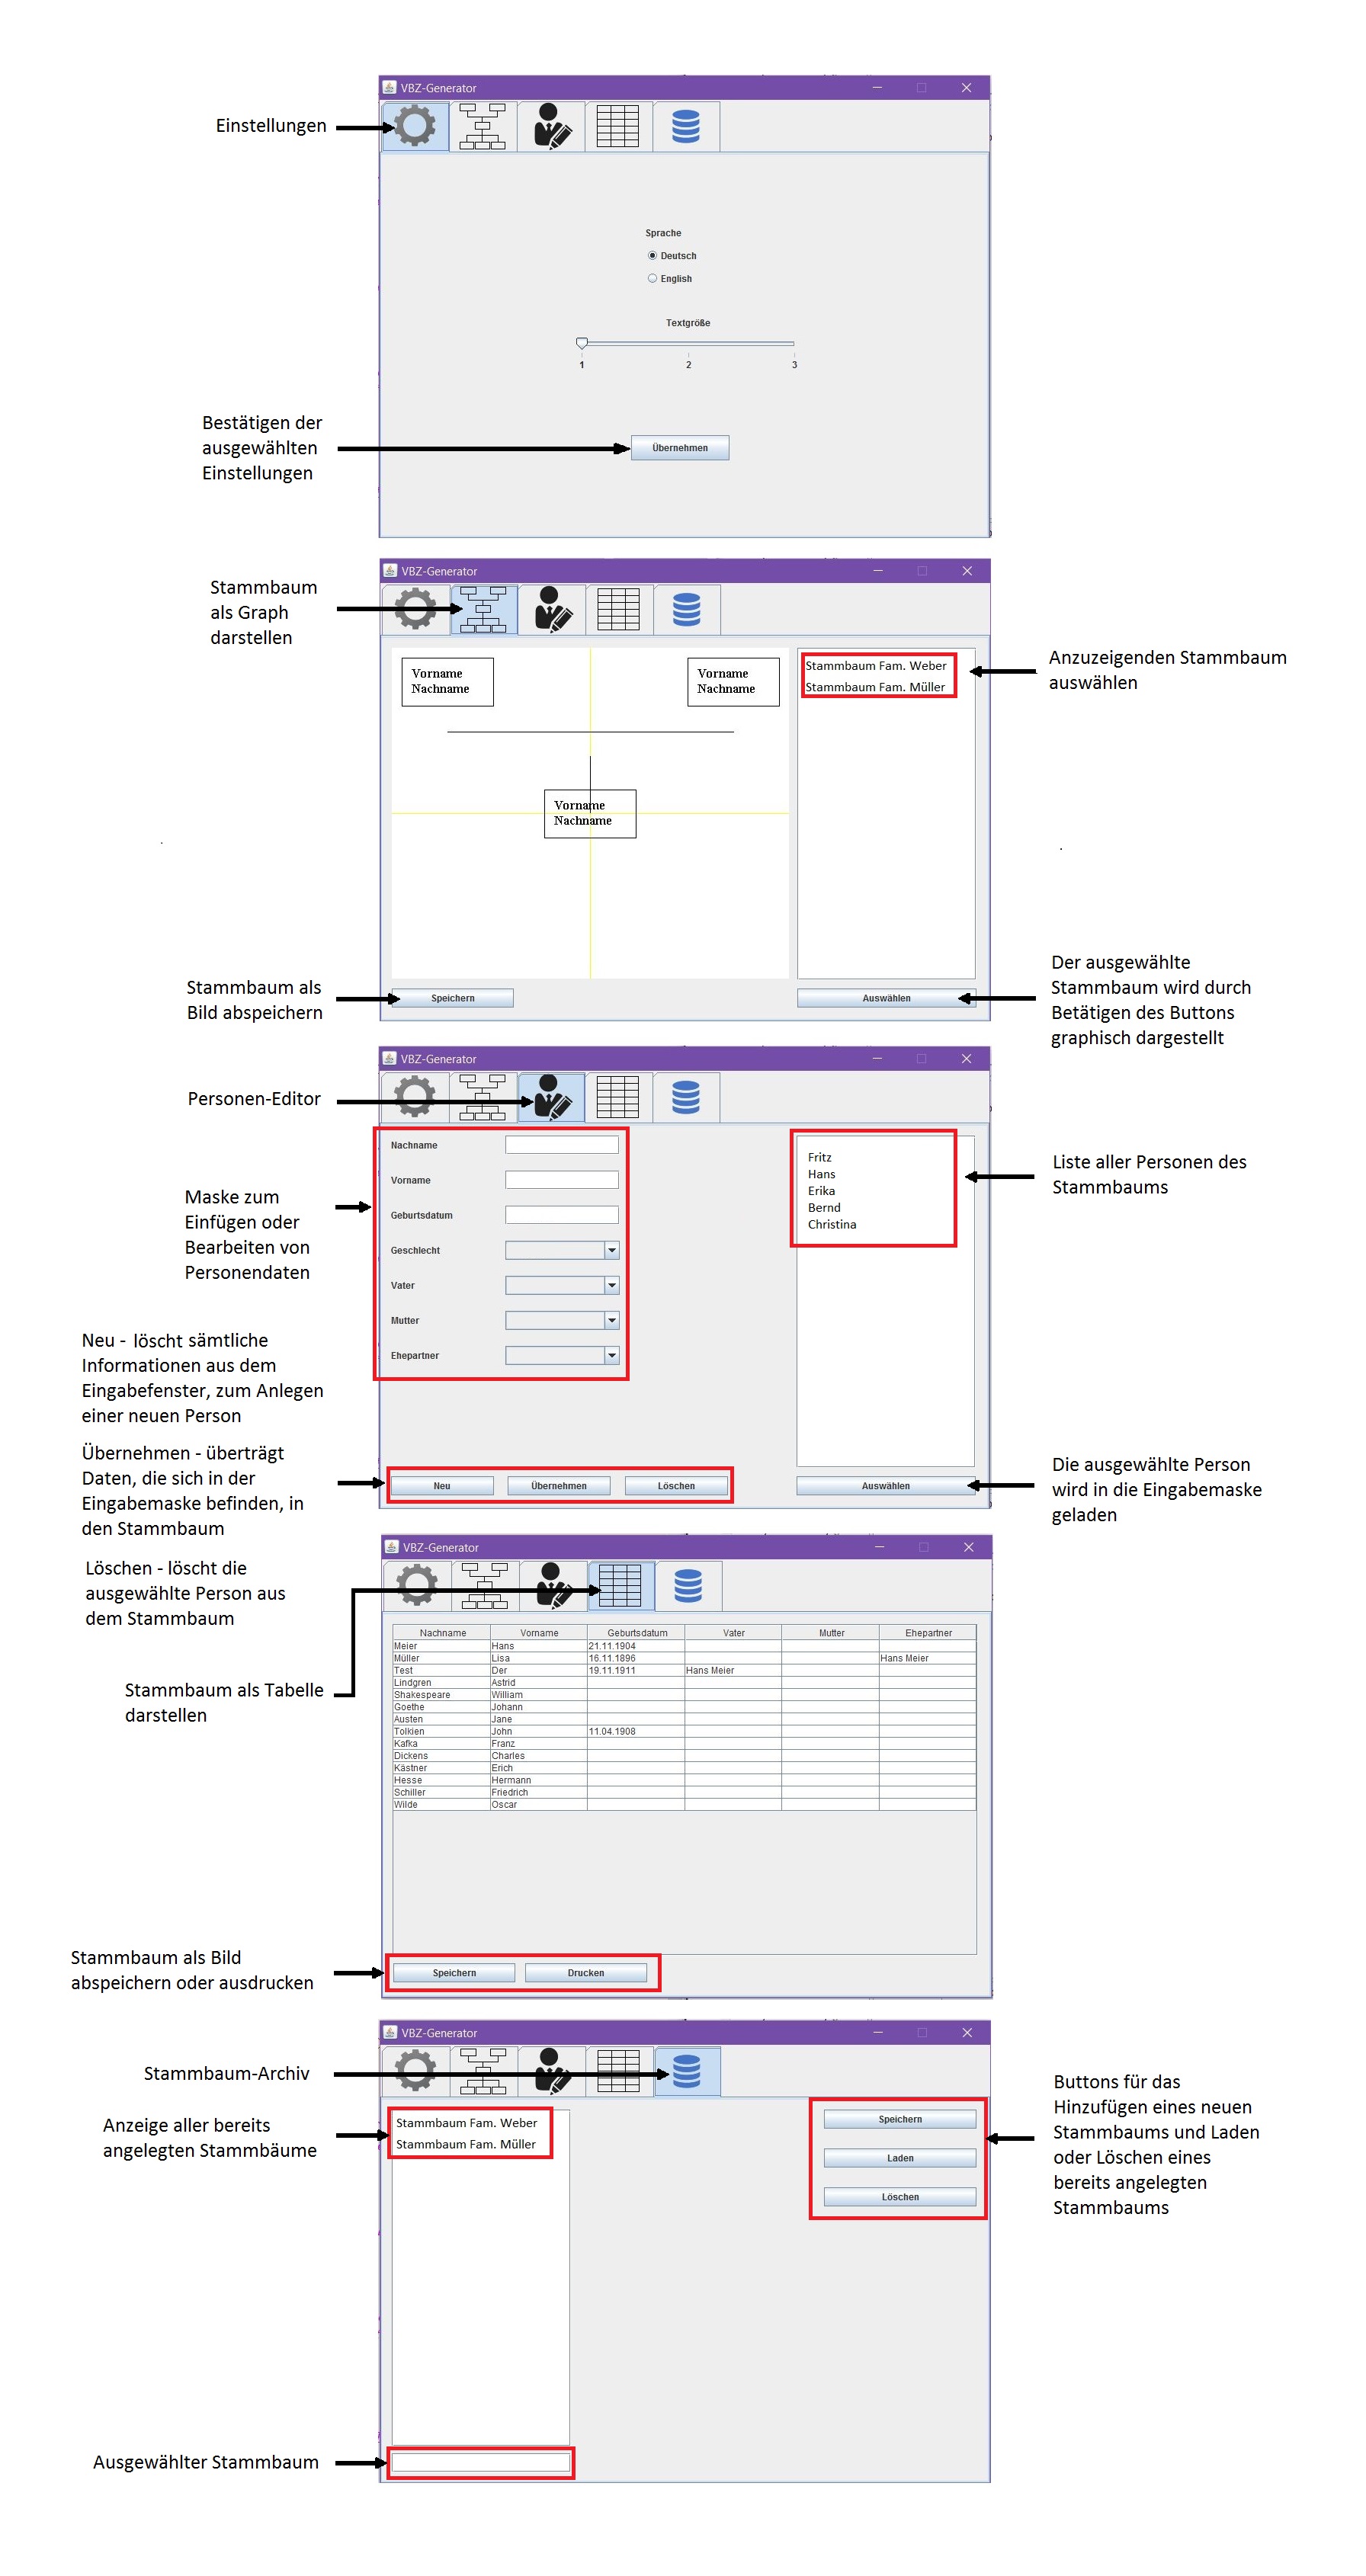 VBZ-Generator
Einstellungen
Sprache
Deutsch
English
Textgröße
1 2 3
Bestätigen der
ausgewählten
Einstellungen
Übernehmen
VBZ-Generator
Stammbaum
als Graph
darstellen
Vorname
Nachname
Vorname
Nachname
Vorname
Nachname
Stammbaum Fam. Weber
Stammbaum Fam. Müller
Anzuzeigenden Stammbaum
auswählen
Stammbaum als
Bild abspeichern
Speichern
Auswählen
Der ausgewählte
Stammbaum wird durch
Betätigen des Buttons
graphisch dargestellt
VBZ-Generator
Personen-Editor
Nachname
Vorname
Geburtsdatum
Geschlecht
Vater
Mutter
Ehepartner
Maske zum
Einfügen oder
Bearbeiten von
Personendaten
Fritz
Hans
Erika
Bernd
Christina
Liste aller Personen des
Stammbaums
Neu - löscht sämtliche
Informationen aus dem
Eingabefenster, zum Anlegen
einer neuen Person
Übernehmen - überträgt
Daten, die sich in der
Eingabemaske befinden, in
den Stammbaum
Neu Übernehmen Löschen
Auswählen
Die ausgewählte Person
wird in die Eingabemaske
geladen
Löschen - löscht die
ausgewählte Person aus
dem Stammbaum
VBZ-Generator
Stammbaum als Tabelle
darstellen
Nachname Vorname Geburtsdatum Vater Mutter Ehepartner
Meier Hans 21.11.1904
Müller Lisa 16.11.1896 Hans Meier
Test Der 19.11.1911 Hans Meier
Lindgren Astrid
Shakespeare William
Goethe Johann
Austen Jane
Tolkien John 11.04.1908
Kafka Franz
Dickens Charles
Kästner Erich
Hesse Hermann
Schiller Friedrich
Wilde Oscar
Stammbaum als Bild
abspeichern oder ausdrucken
Speichern Drucken
VBZ-Generator
Stammbaum-Archiv
Anzeige aller bereits
angelegten Stammbäume
Stammbaum Fam. Weber
Stammbaum Fam. Müller
Speichern
Laden
Löschen
Buttons für das
Hinzufügen eines neuen
Stammbaums und Laden
oder Löschen eines
bereits angelegten
Stammbaums
Ausgewählter Stammbaum